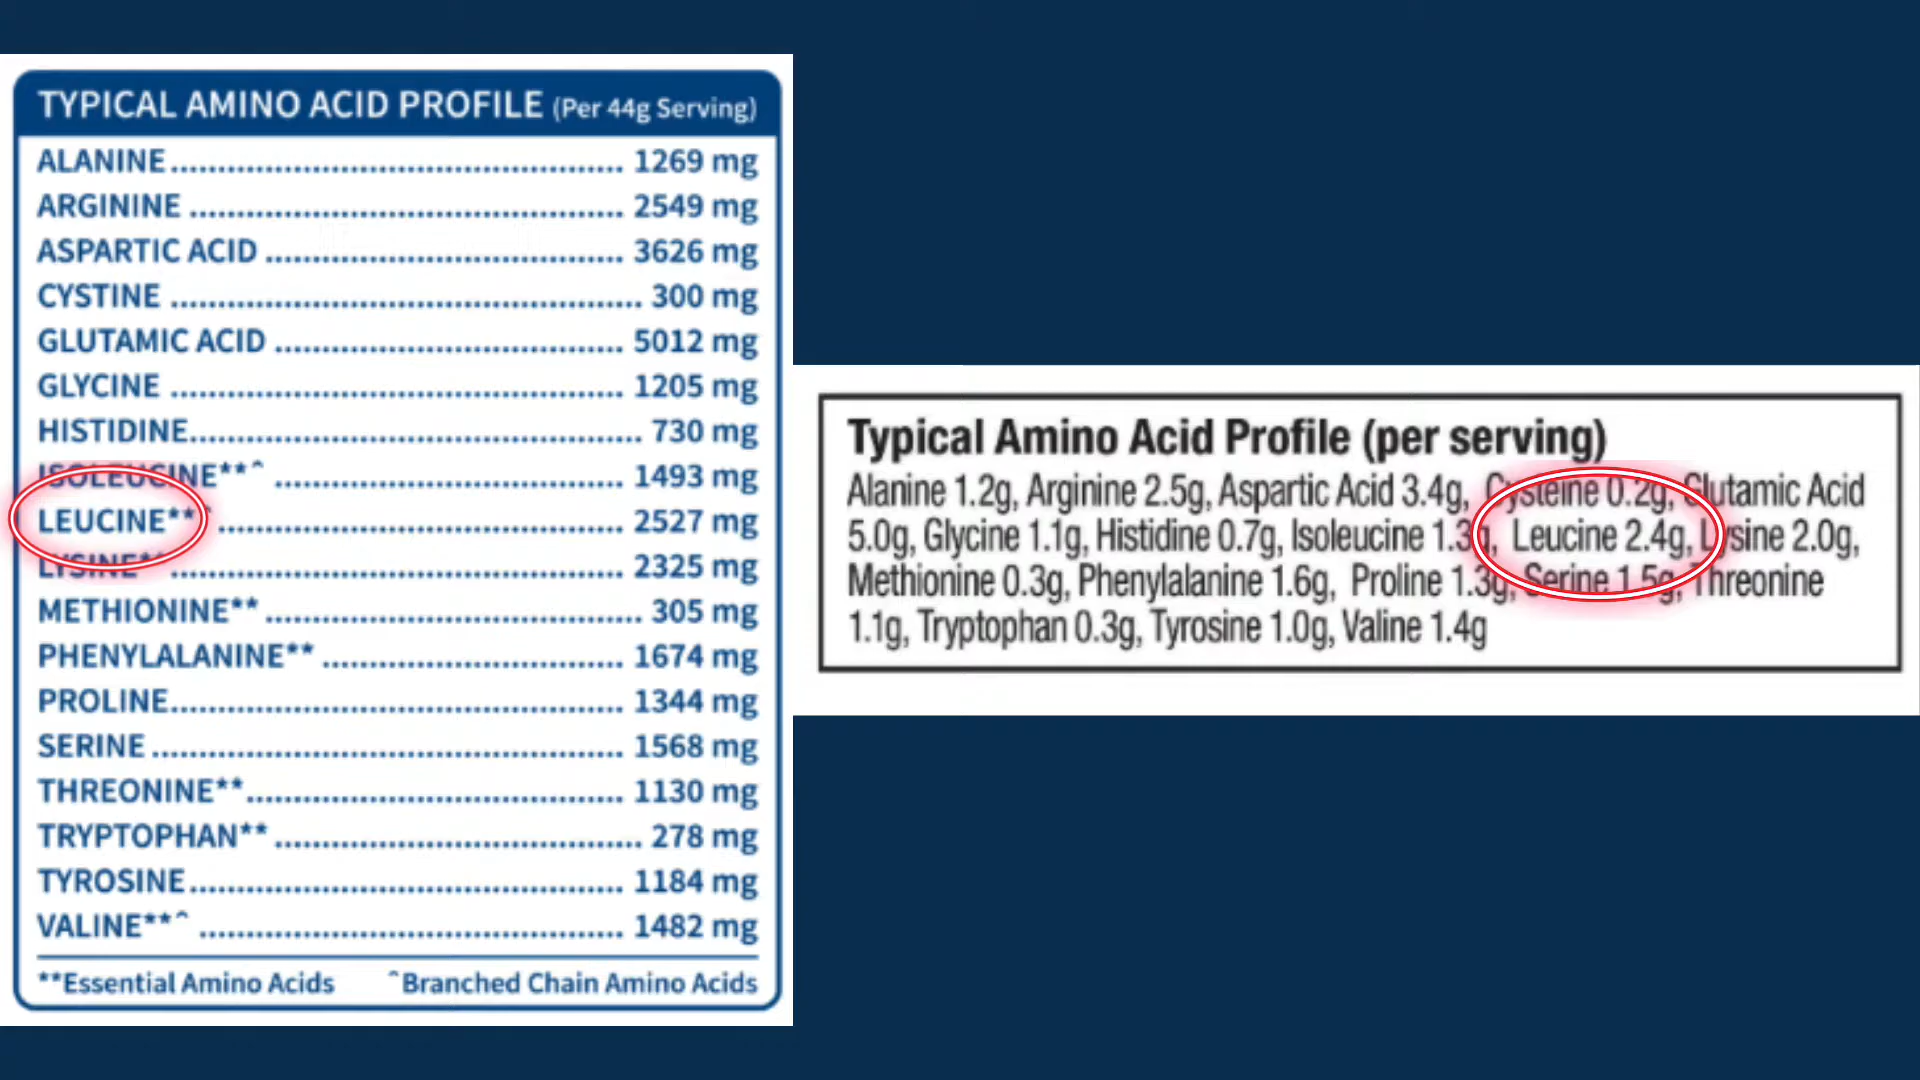 TYPICAL AMINO ACID PROFILE (Per 44g Serving)
ALANINE.................................................. 1269 mg
ARGININE ............................................... 2549 mg
ASPARTIC ACID ....................................... 3626 mg
CYSTINE ................................................... 300 mg
GLUTAMIC ACID ...................................... 5012 mg
GLYCINE ................................................. 1205 mg
HISTIDINE................................................. 730 mg
ISOLEUCINE**^ ...................................... 1493 mg
LEUCINE**^ ............................................ 2527 mg
LYSINE** ................................................. 2325 mg
METHIONINE** ......................................... 305 mg
PHENYLALANINE** ................................. 1674 mg
PROLINE................................................. 1344 mg
SERINE ................................................... 1568 mg
THREONINE**......................................... 1130 mg
TRYPTOPHAN** ........................................ 278 mg
TYROSINE............................................... 1184 mg
VALINE**^ .............................................. 1482 mg
**Essential Amino Acids ^Branched Chain Amino Acids
Typical Amino Acid Profile (per serving)
Alanine 1.2g, Arginine 2.5g, Aspartic Acid 3.4g, Cysteine 0.2g, Glutamic Acid
5.0g, Glycine 1.1g, Histidine 0.7g, Isoleucine 1.3g, Leucine 2.4g, Lysine 2.0g,
Methionine 0.3g, Phenylalanine 1.6g, Proline 1.3g, Serine 1.5g, Threonine
1.1g, Tryptophan 0.3g, Tyrosine 1.0g, Valine 1.4g